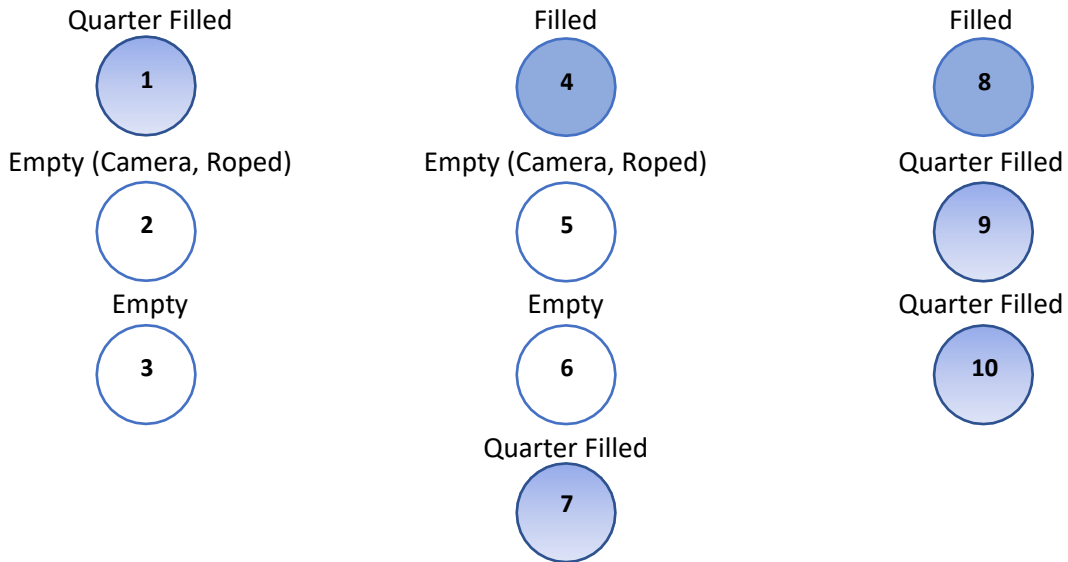 Quarter Filled Filled Filled
1 4 8
Empty (Camera, Roped) Empty (Camera, Roped) Quarter Filled
2 5 9
Empty Empty Quarter Filled
3 6 10
Quarter Filled
7